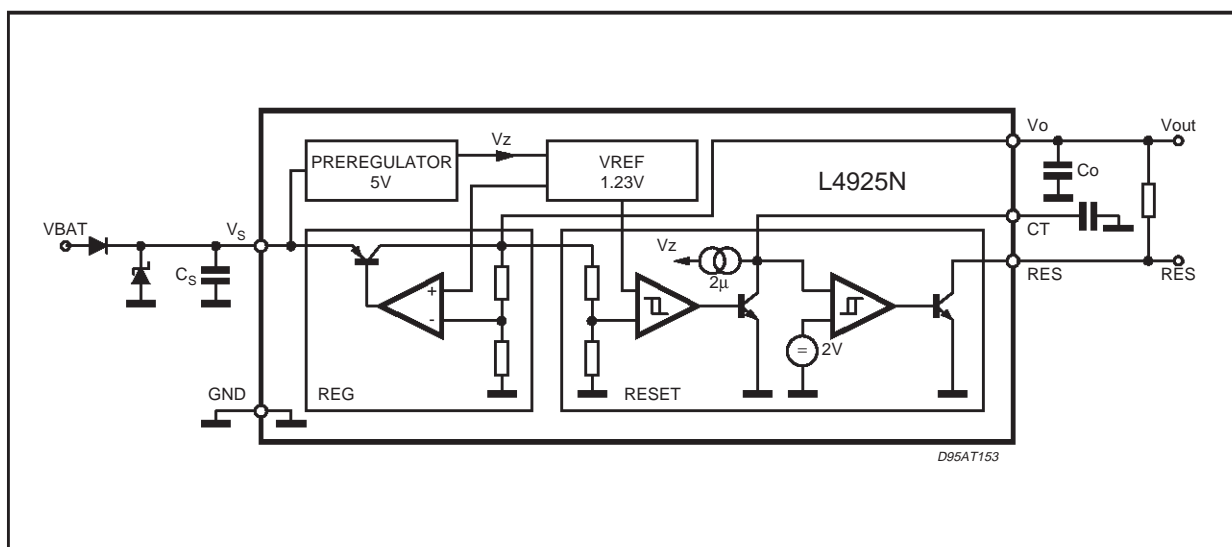 Vo
Vout
Vz
PREREGULATOR
5V
VREF
1.23V
L4925N
Co
CT
VBAT
VS
CS
Vz
2µ
RES
RES
+
-
=
2V
GND
REG
RESET
D95AT153